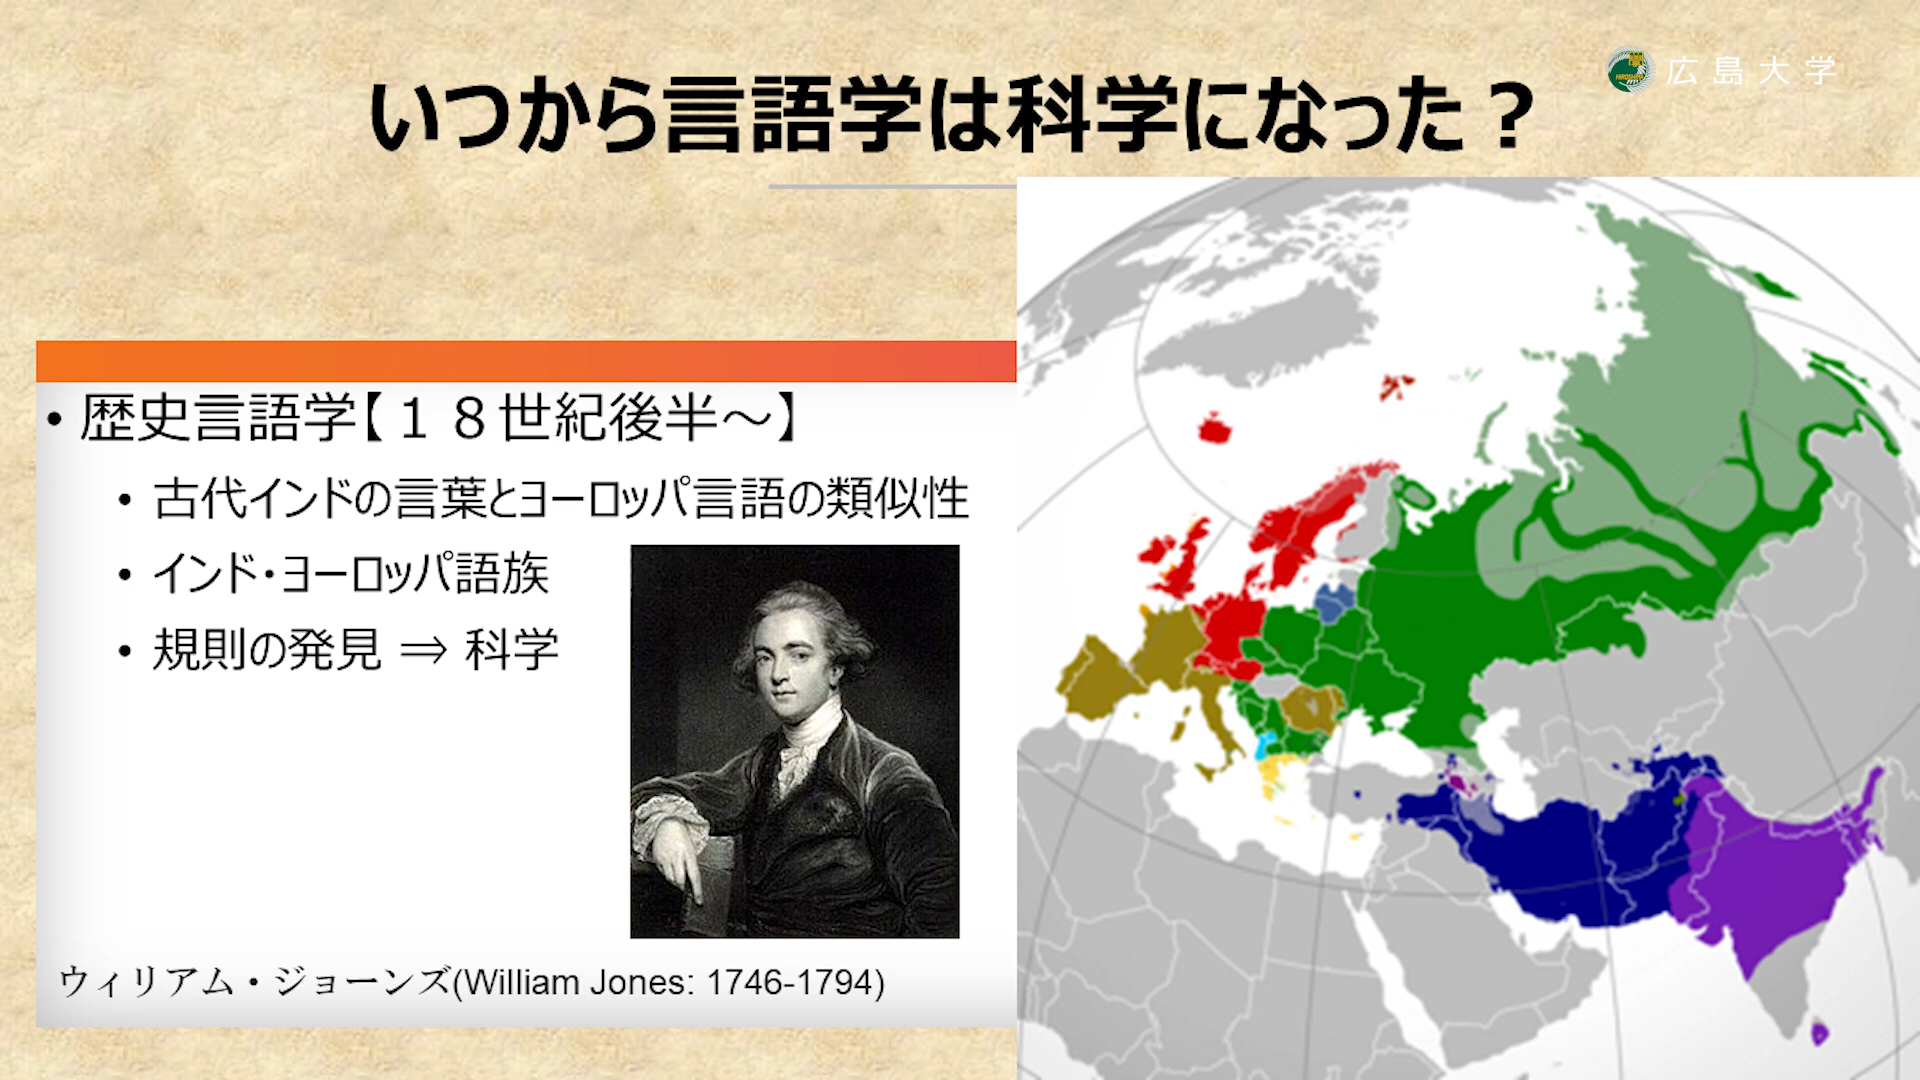 いつから言語学は科学になった？
広島大学
• 歴史言語学【１８世紀後半～】
• 古代インドの言葉とヨーロッパ言語の類似性
• インド・ヨーロッパ語族
• 規則の発見 ⇒ 科学
ウィリアム・ジョーンズ(William Jones: 1746-1794)